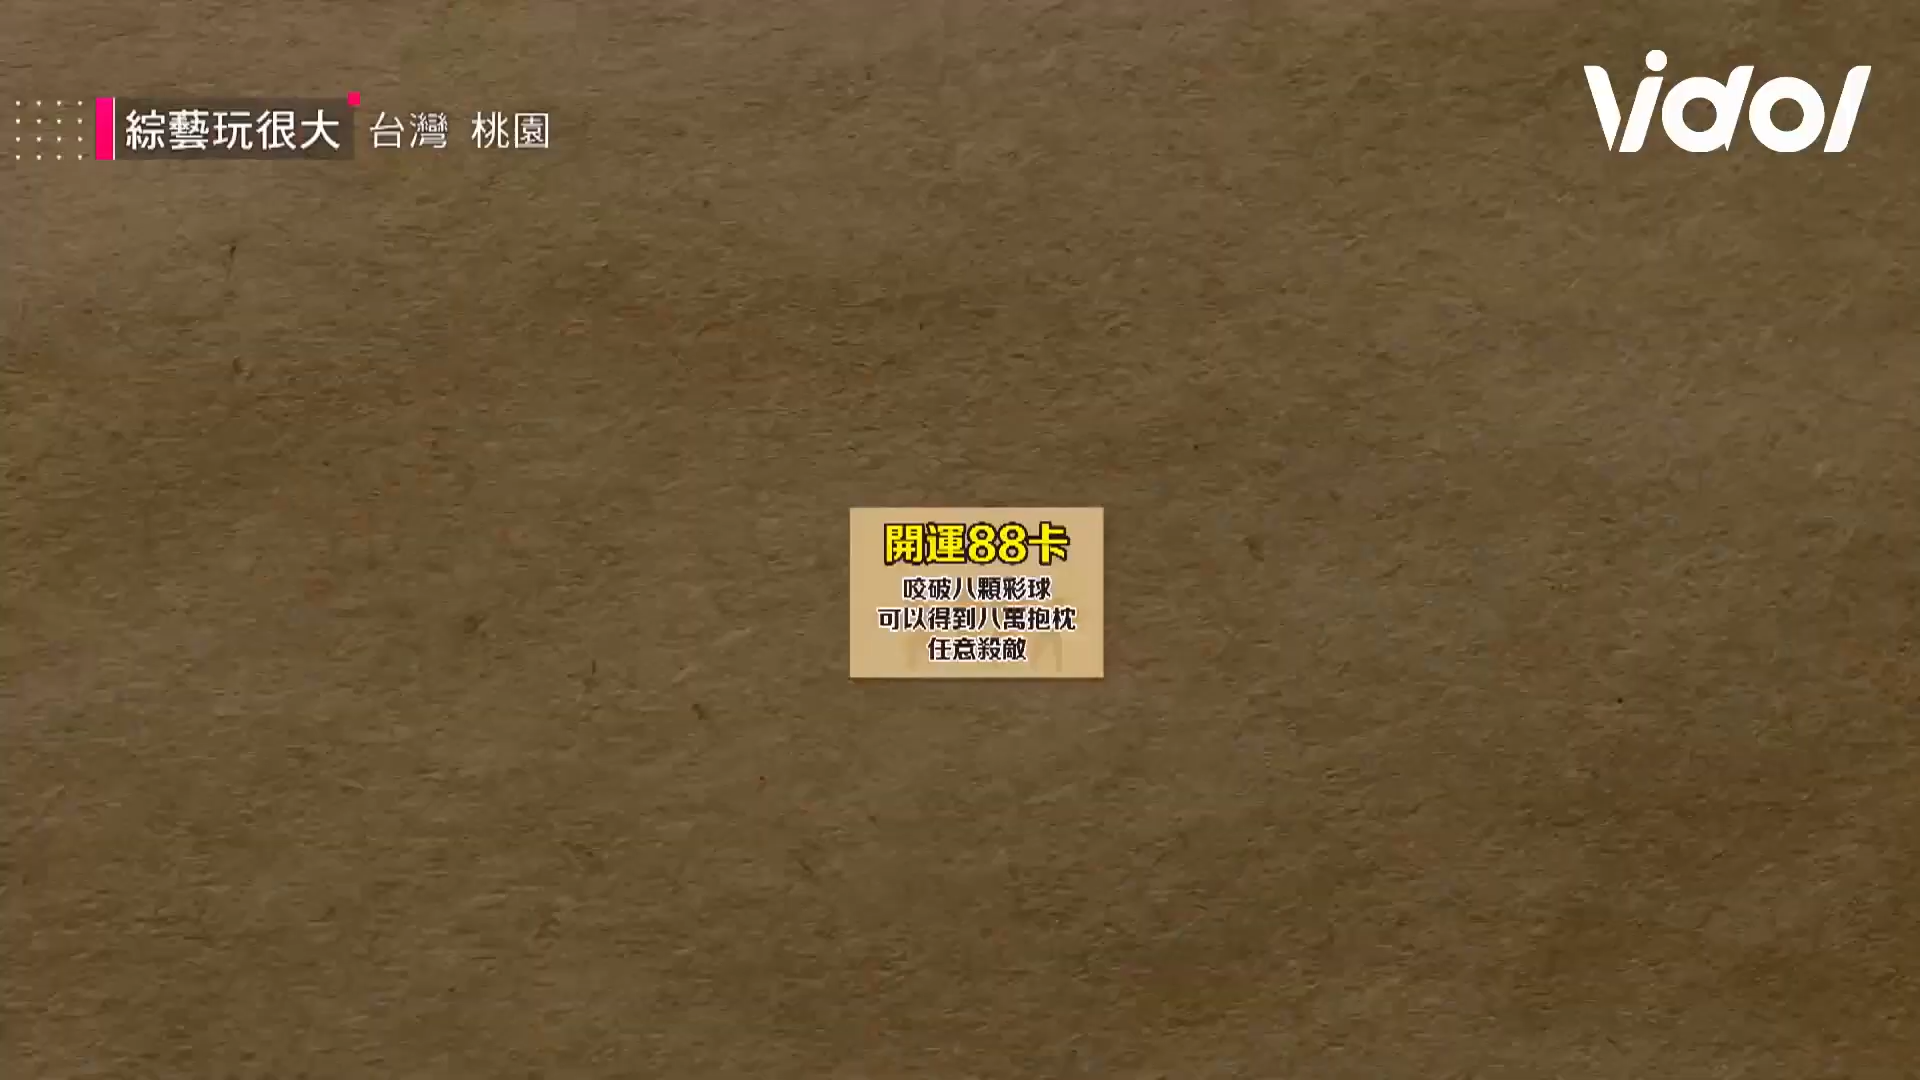 綜藝玩很大 台灣 桃園
Vidol
開運88卡
咬破八顆彩球
可以得到八萬抱枕
任意殺敵